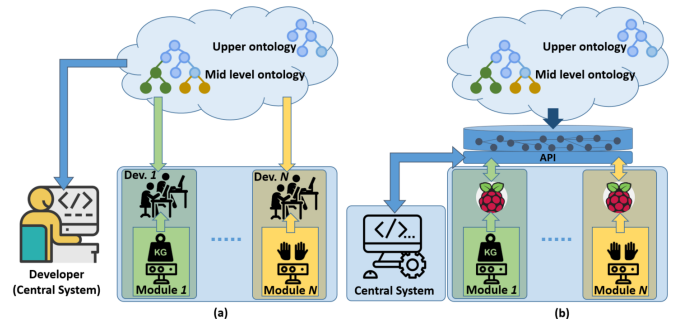 Upper ontology
Mid level ontology
Dev. 1
Dev. N
</>
KG
.....
Module 1
Module N
Developer
(Central System)
(a)
Upper ontology
Mid level ontology
API
</>...
KG
.....
Central System
Module 1
Module N
(b)